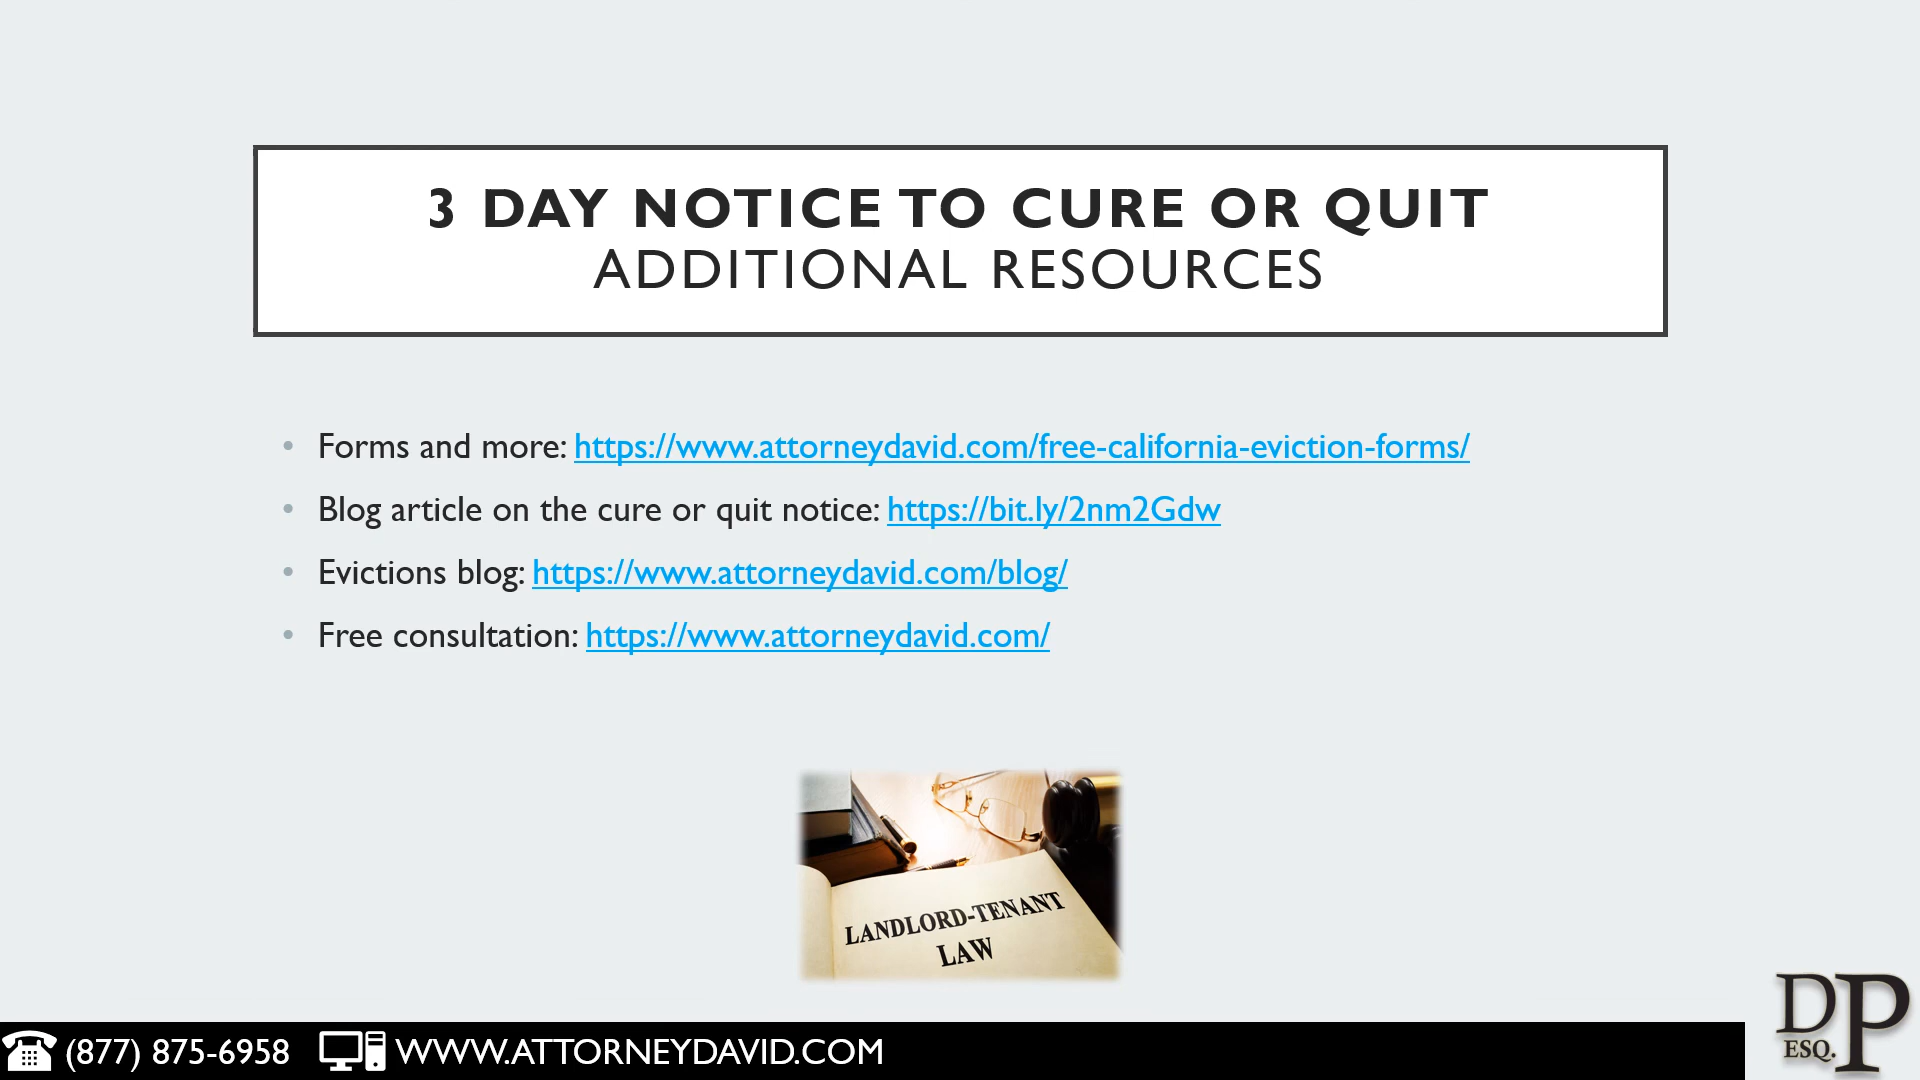 3 DAY NOTICE TO CURE OR QUIT
ADDITIONAL RESOURCES
• Forms and more: https://www.attorneydavid.com/free-california-eviction-forms/
• Blog article on the cure or quit notice: https://bit.ly/2nm2Gdw
• Evictions blog: https://www.attorneydavid.com/blog/
• Free consultation: https://www.attorneydavid.com/
LANDLORD-TENANT
LAW
(877) 875-6958 WWW.ATTORNEYDAVID.COM
DP
ESQ.